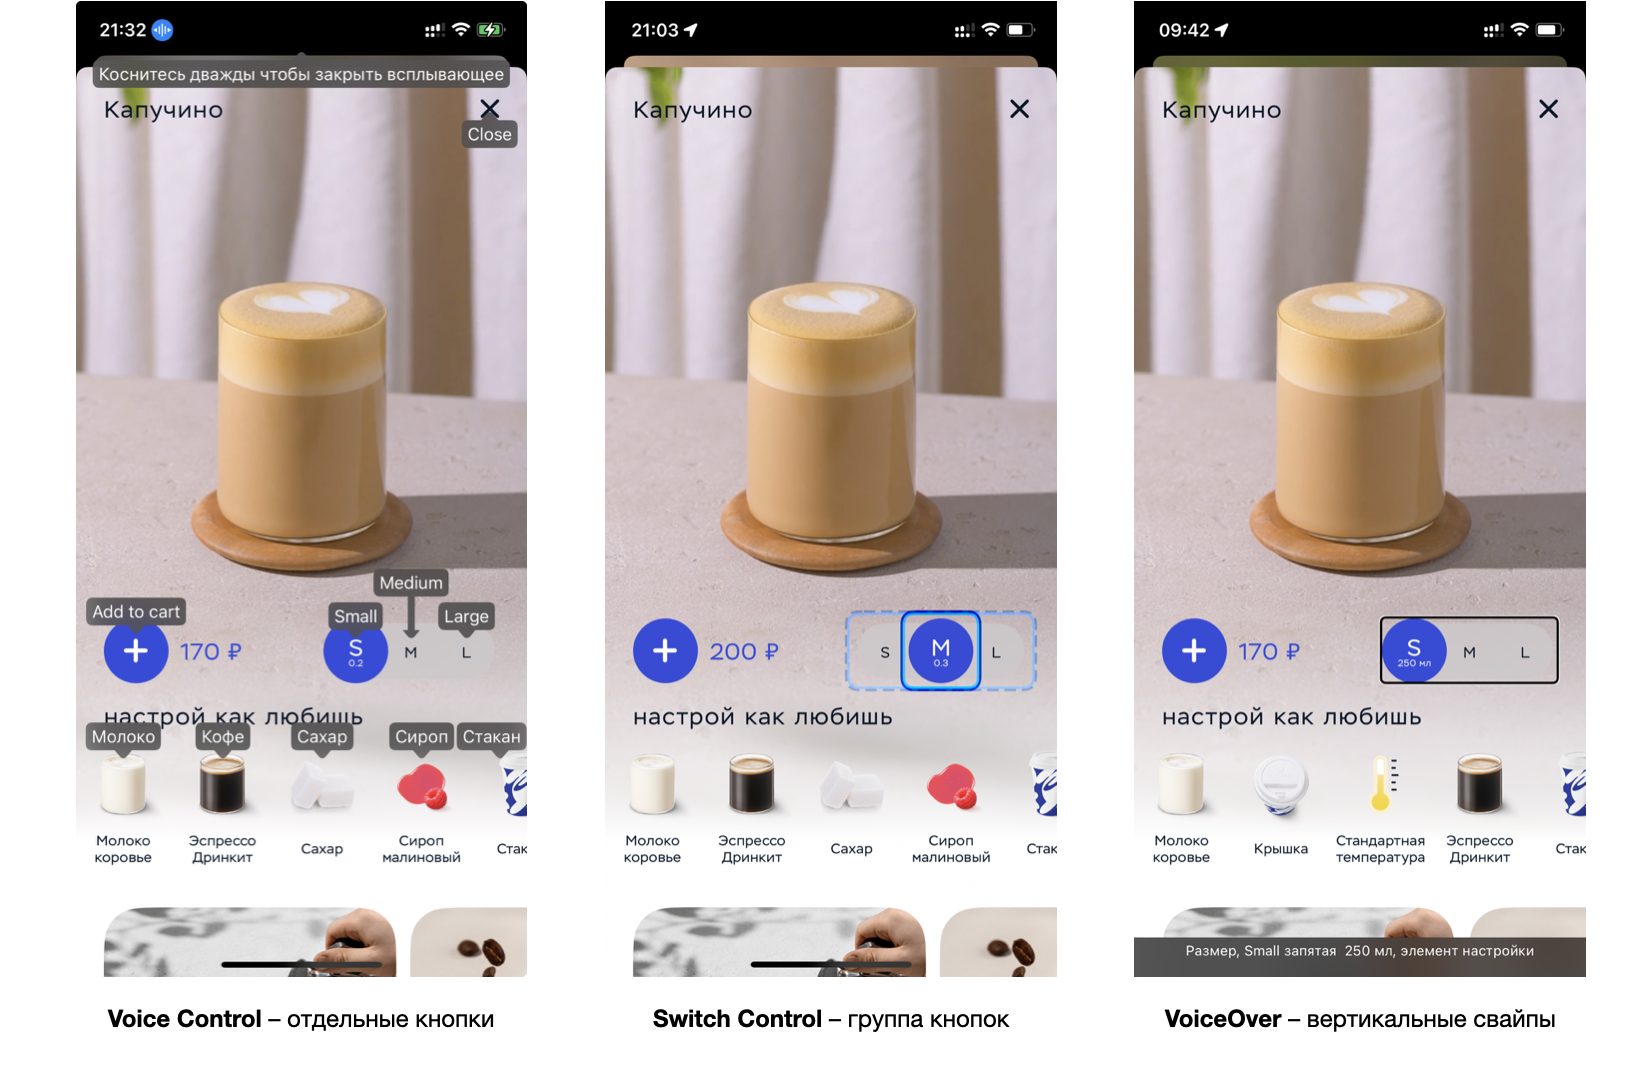 21:32
Коснитесь дважды чтобы закрыть всплывающее
Капучино
Close
Medium
Add to cart
Small
Large
170 ₽
S
0.2
M
L
настрой как любишь
Молоко
Кофе
Сахар
Сироп
Стакан
Молоко коровье
Эспрессо Дринкит
Сахар
Сироп малиновый
Стак
Voice Control – отдельные кнопки
21:03
Капучино
200 ₽
S
M
0.3
L
настрой как любишь
Молоко коровье
Эспрессо Дринкит
Сахар
Сироп малиновый
Стак
Switch Control – группа кнопок
09:42
Капучино
170 ₽
S
250 мл
M
L
настрой как любишь
Молоко коровье
Крышка
Стандартная температура
Эспрессо Дринкит
Стак
Размер, Small запятая 250 мл, элемент настройки
VoiceOver – вертикальные свайпы